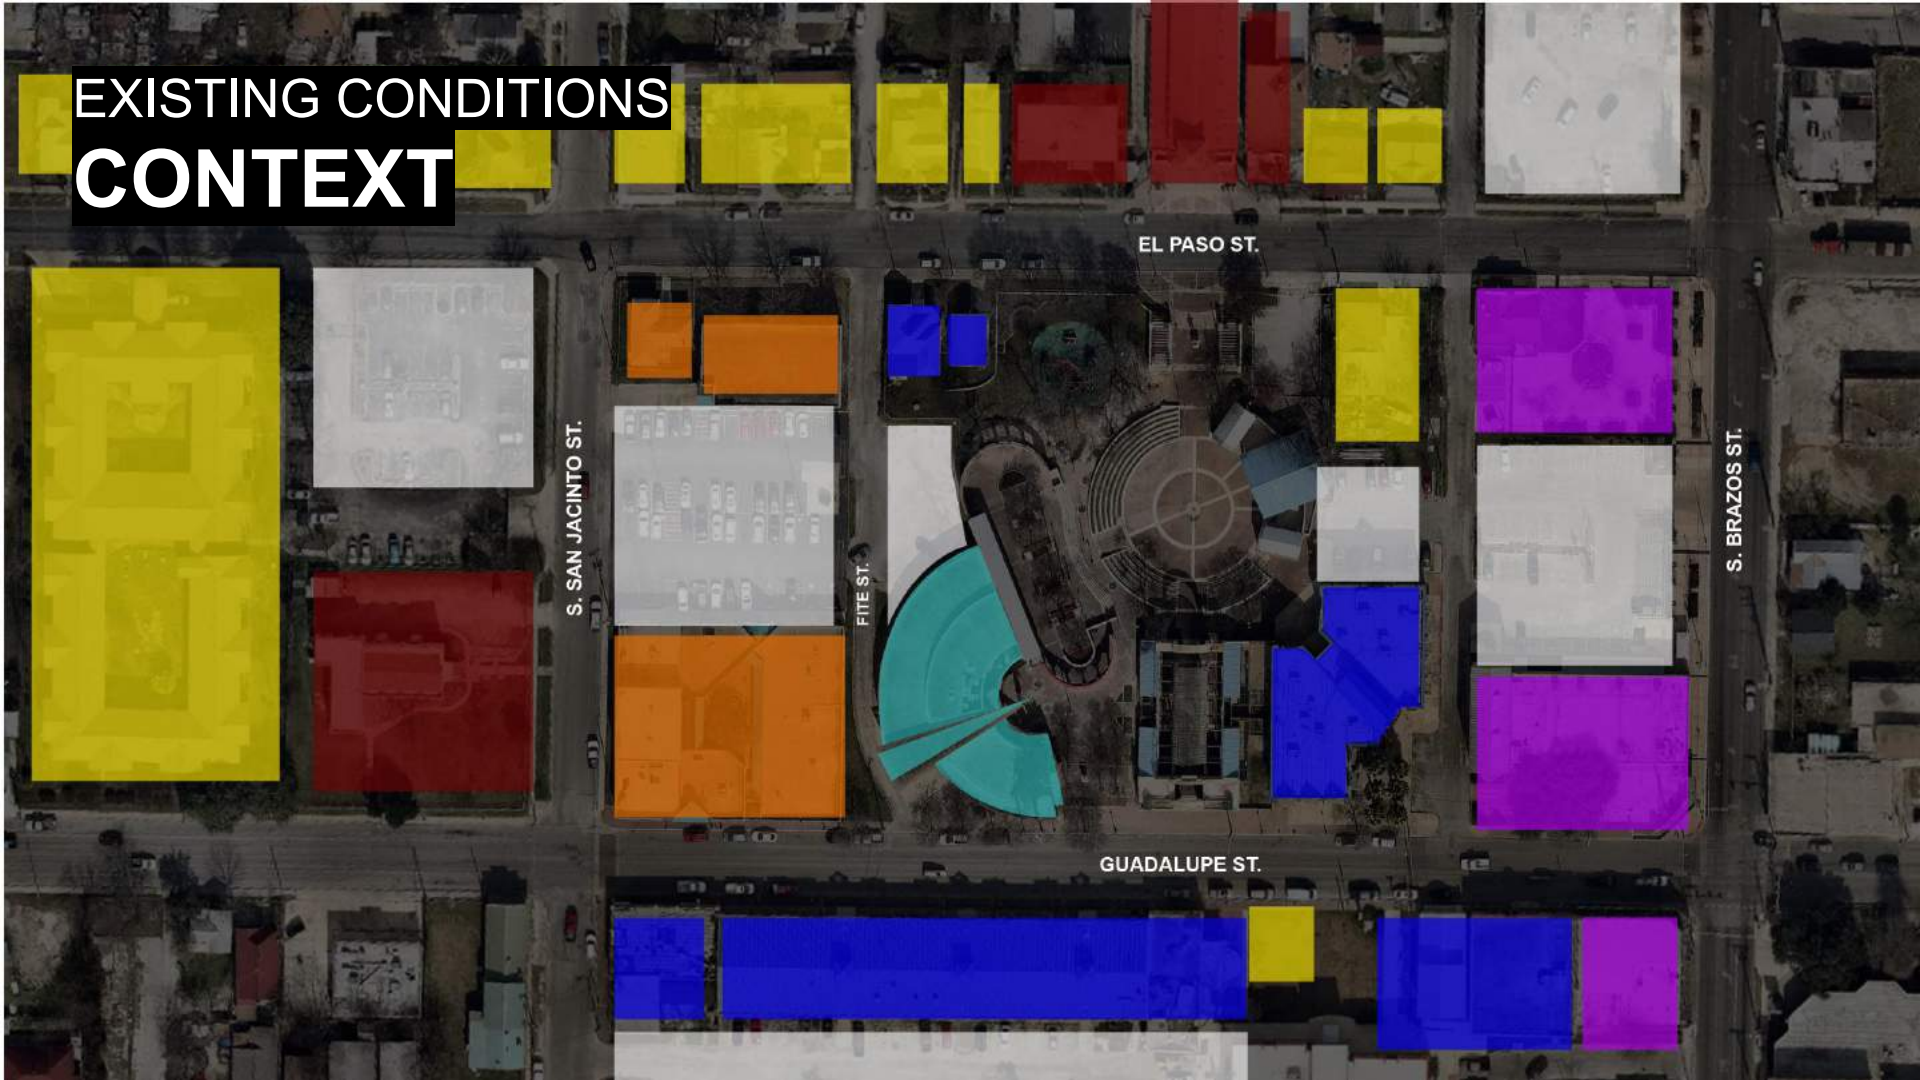 EXISTING CONDITIONS
CONTEXT
EL PASO ST.
S. SAN JACINTO ST.
FITE ST.
S. BRAZOS ST.
GUADALUPE ST.